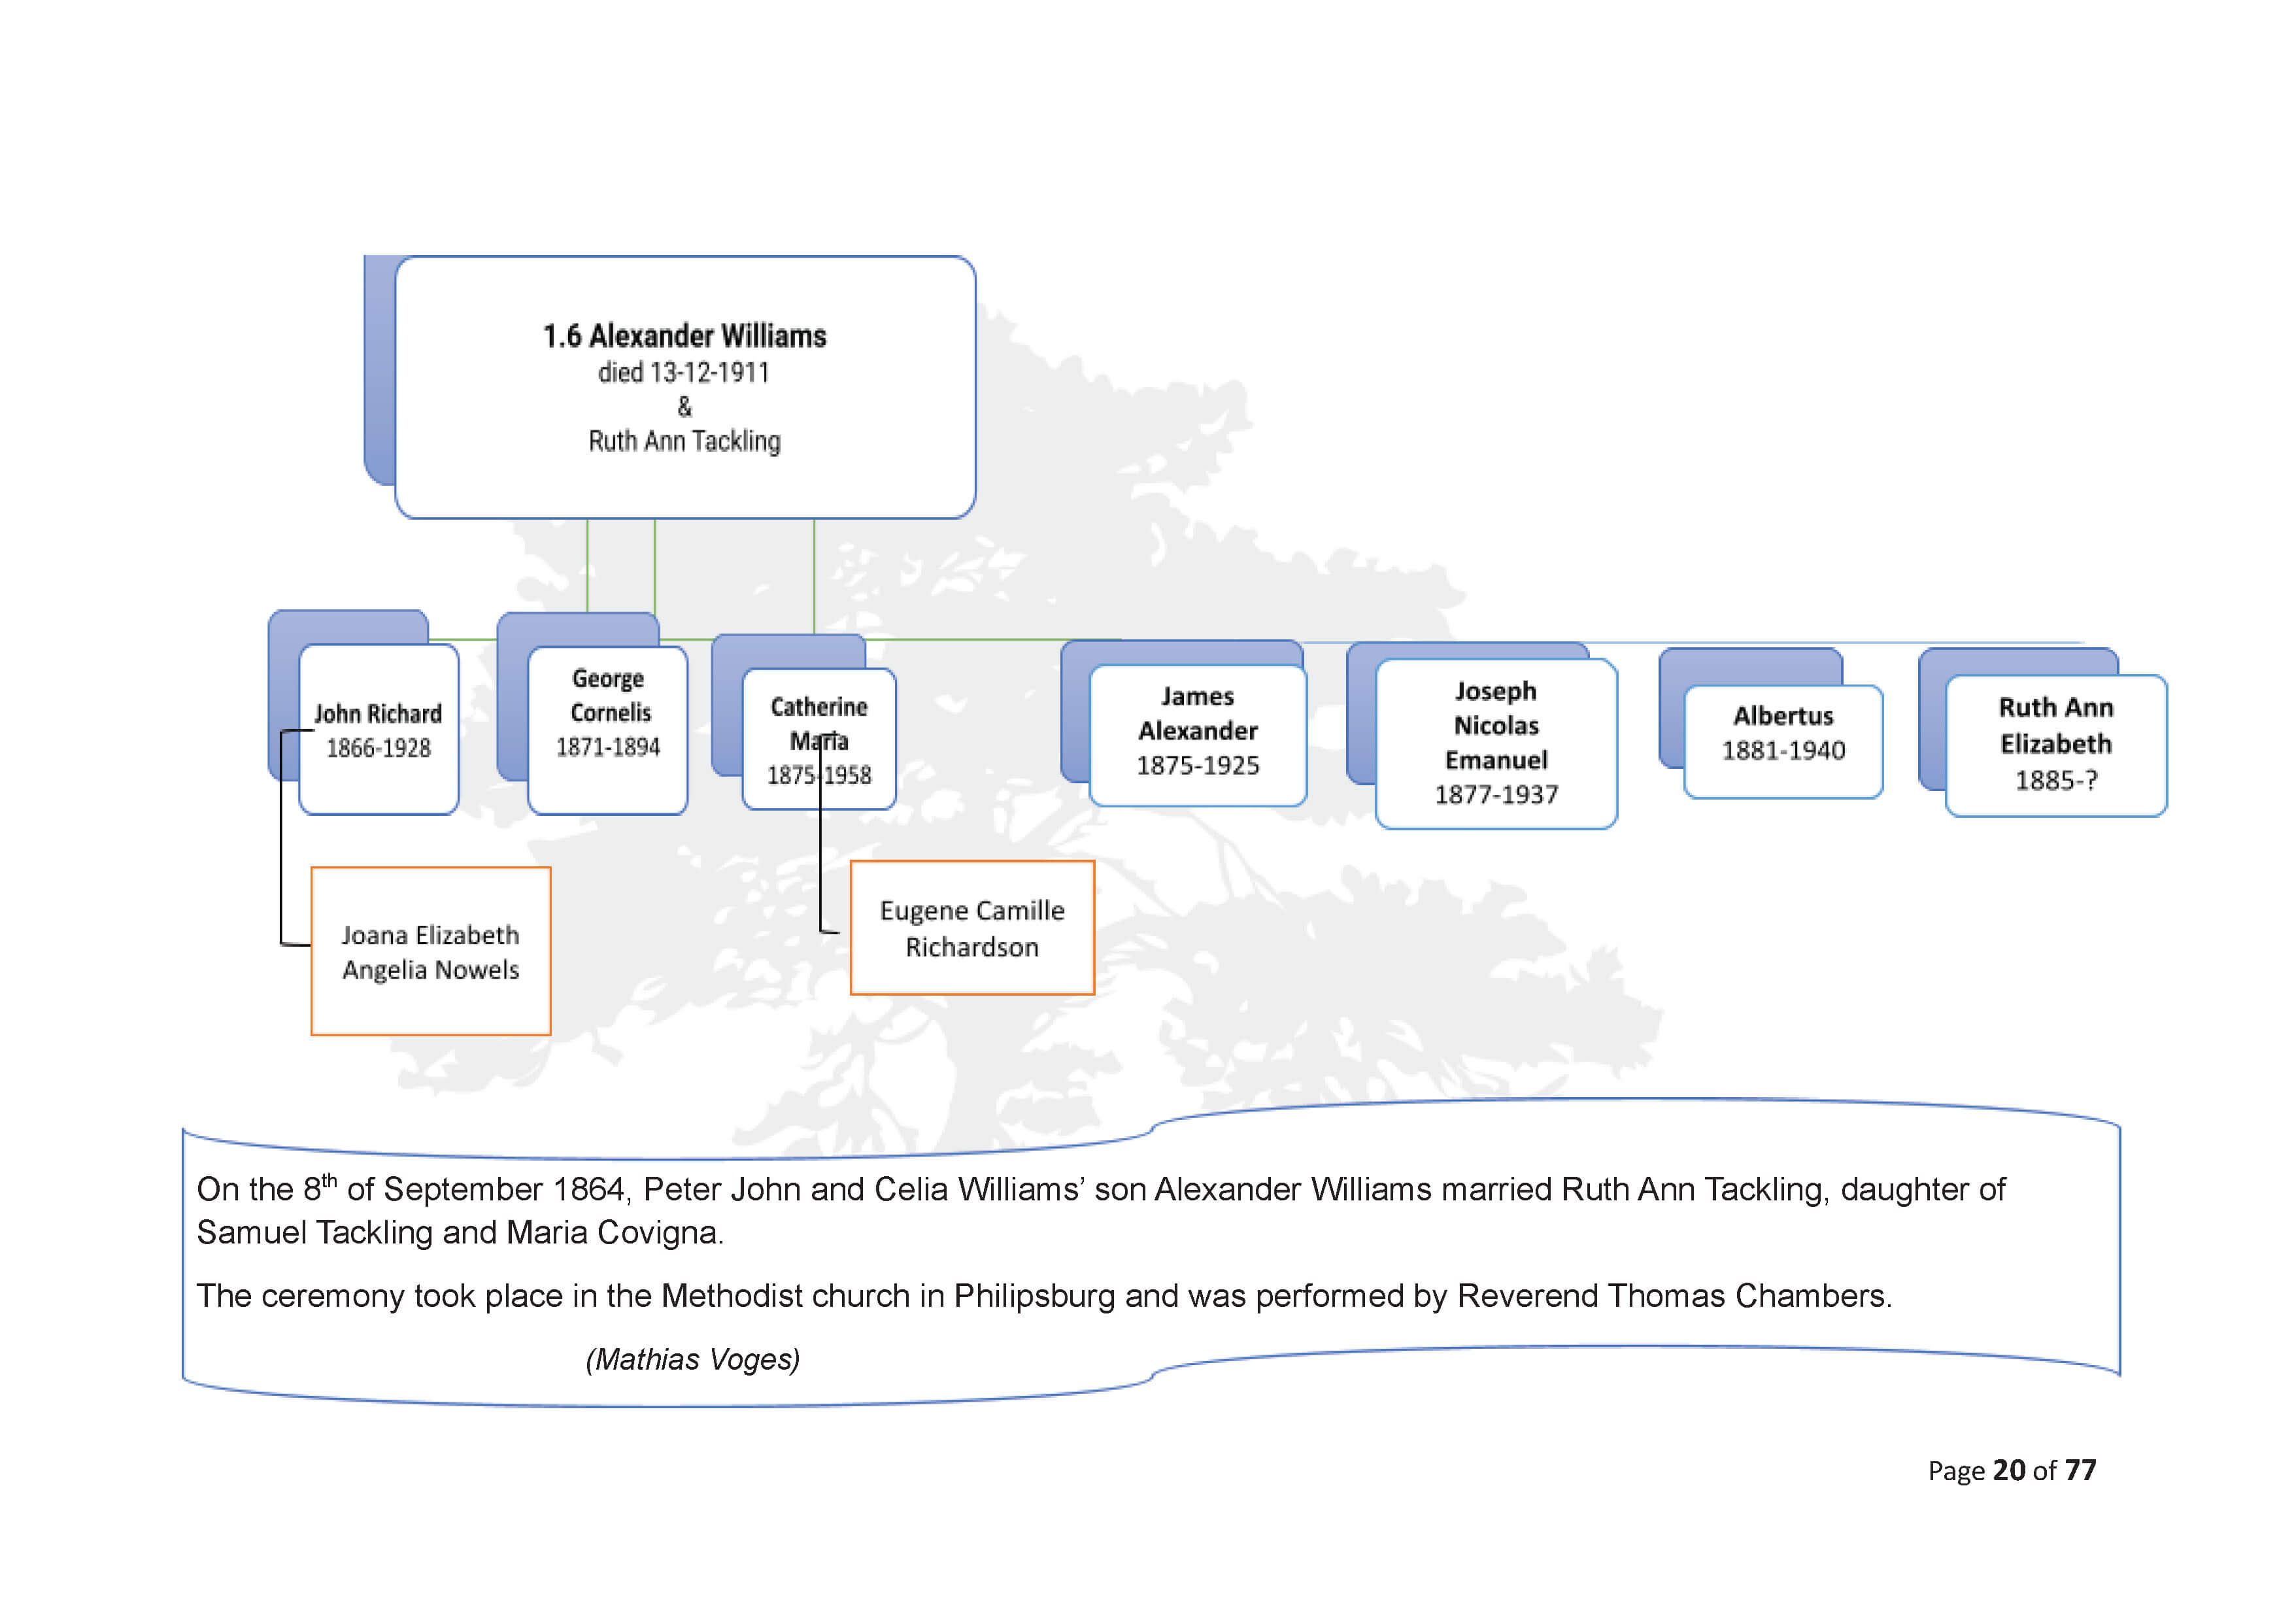 1.6 Alexander Williams
died 13-12-1911
&
Ruth Ann Tackling
John Richard
1866-1928
George
Cornelis
1871-1894
Catherine
Maria
1875-1958
James
Alexander
1875-1925
Joseph
Nicolas
Emanuel
1877-1937
Albertus
1881-1940
Ruth Ann
Elizabeth
1885-?
Joana Elizabeth
Angelia Nowels
Eugene Camille
Richardson
On the 8th of September 1864, Peter John and Celia Williams’ son Alexander Williams married Ruth Ann Tackling, daughter of
Samuel Tackling and Maria Covigna.
The ceremony took place in the Methodist church in Philipsburg and was performed by Reverend Thomas Chambers.
(Mathias Voges)
Page 20 of 77